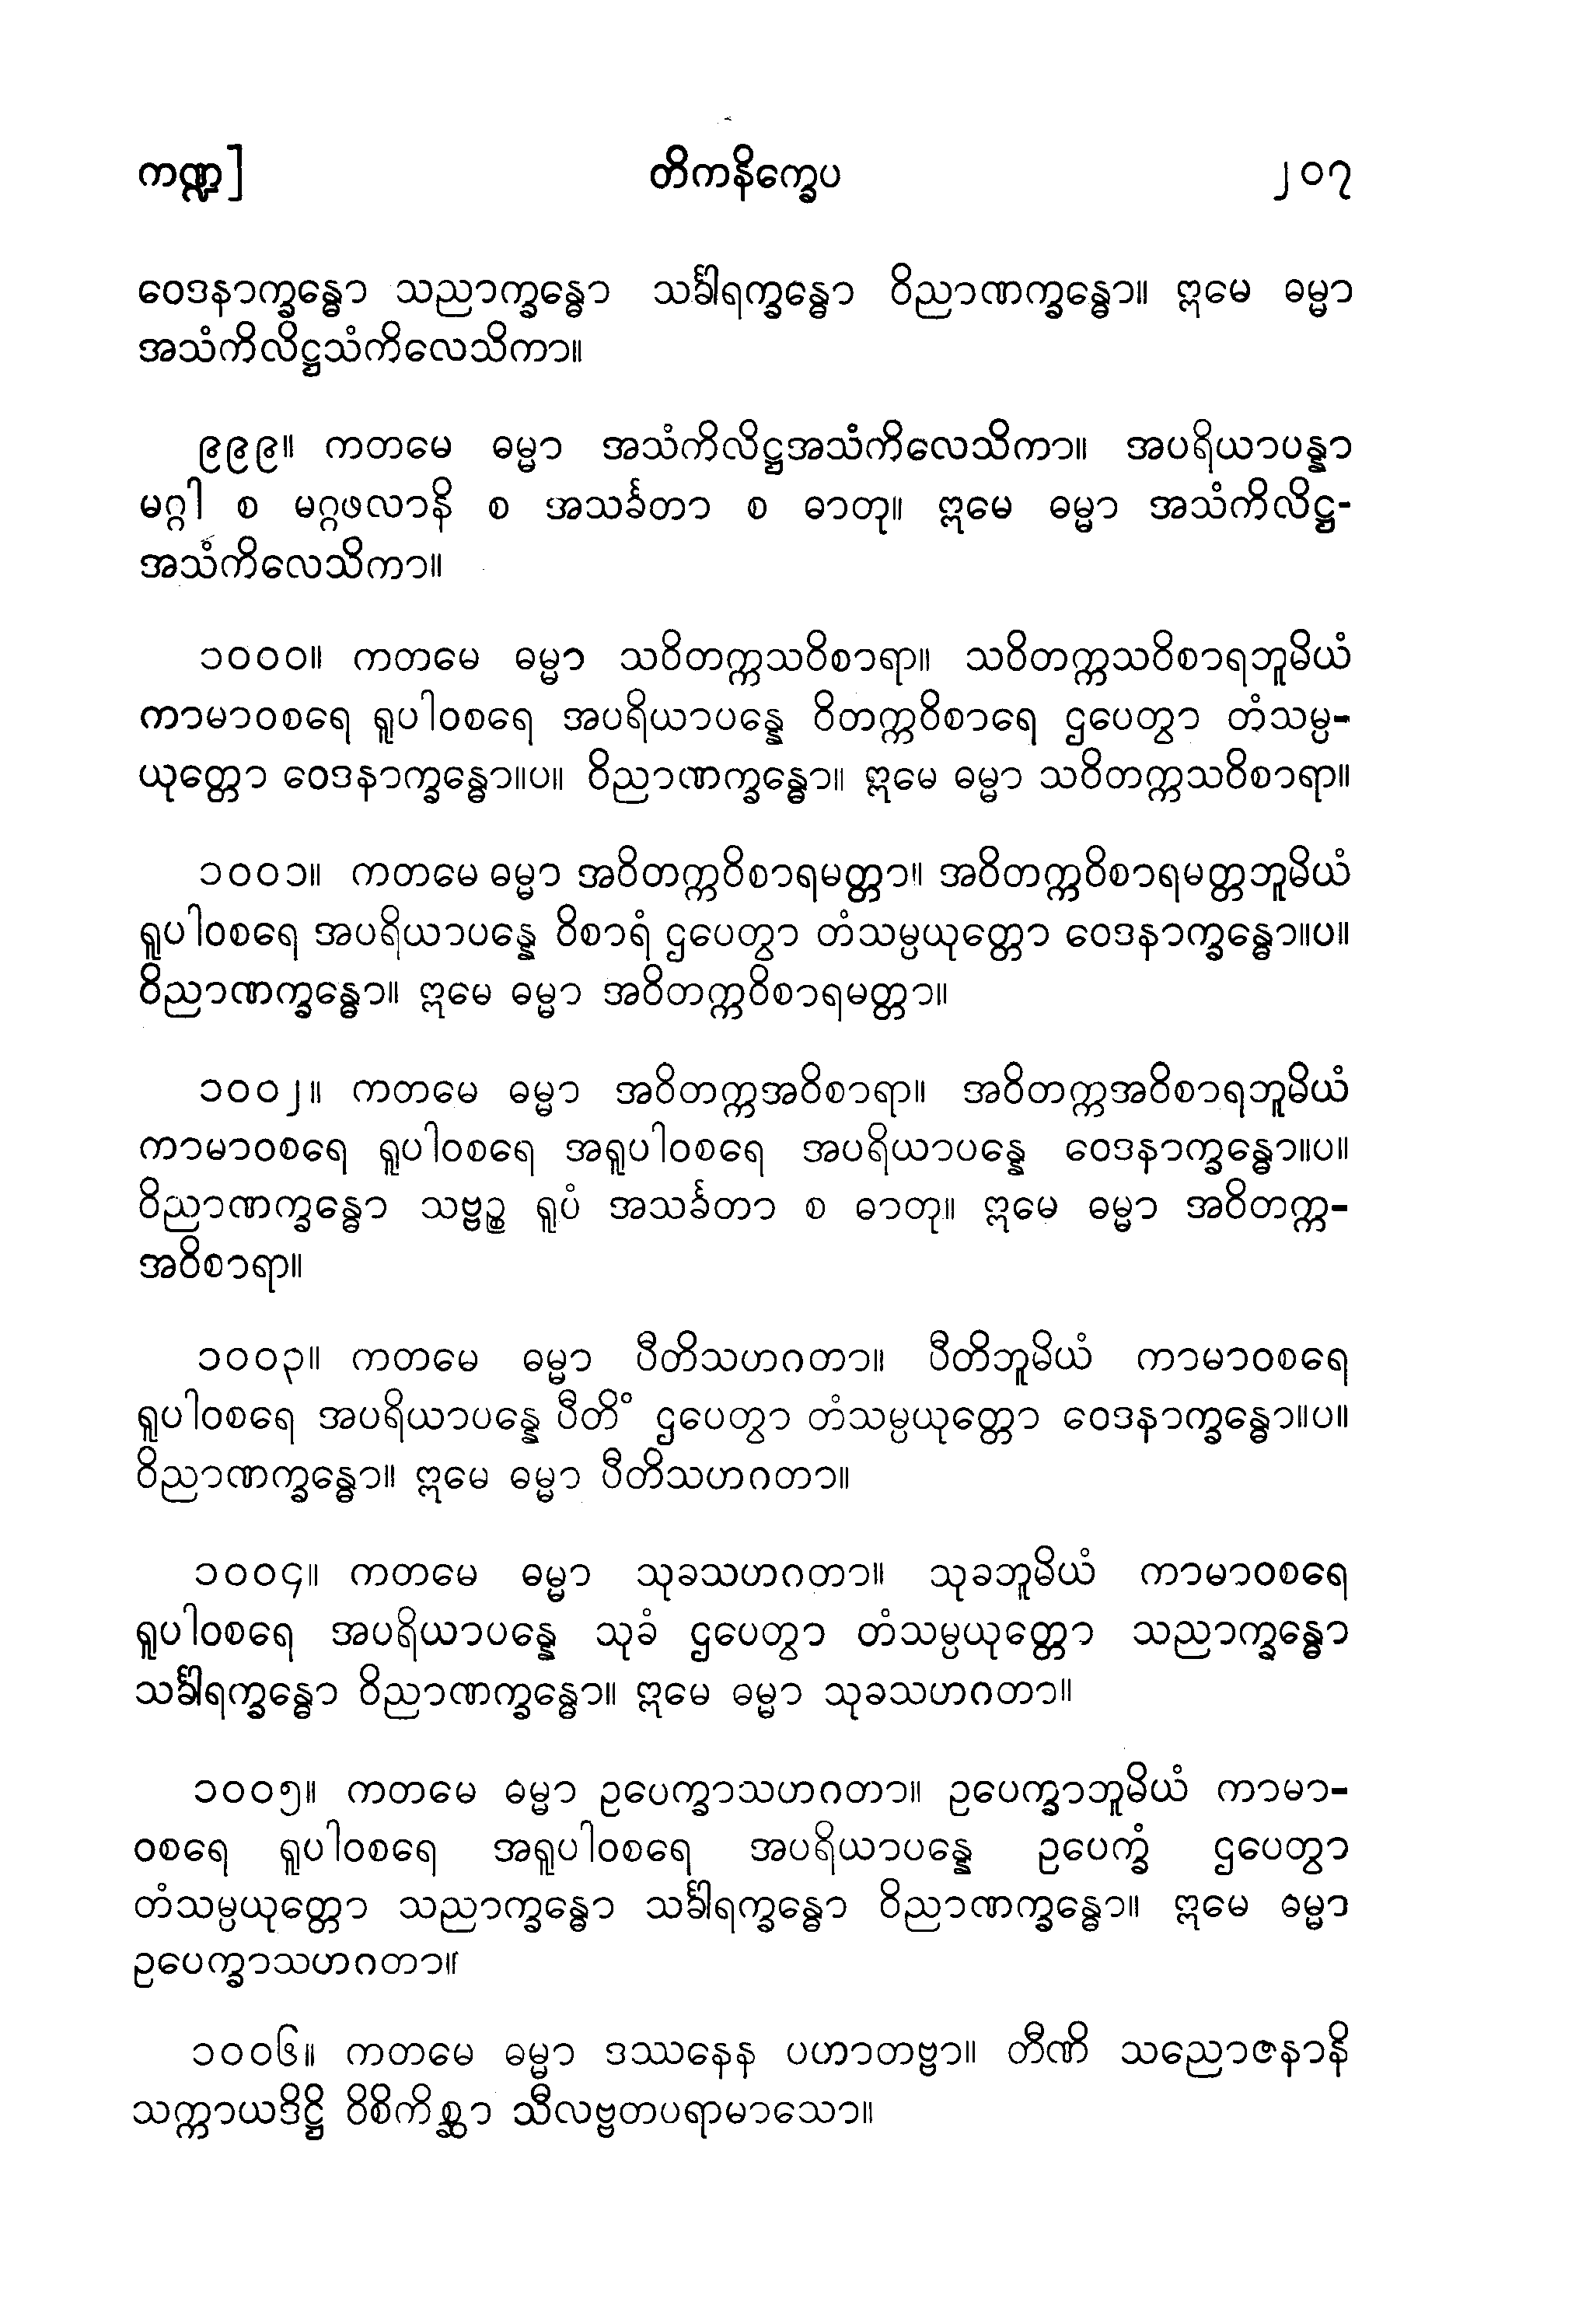 ကဏ္ဍ] တိကနိက္ခေပ ၂၀၇
ဝေဒနာက္ခန္ဓော သညာက္ခန္ဓော သင်္ခါရက္ခန္ဓော ဝိညာဏက္ခန္ဓော။ ဣမေ ဓမ္မာ
အသံကိလိဋ္ဌသံကိလေသိကာ။
၉၉၉။ ကတမေ ဓမ္မာ အသံကိလိဋ္ဌအသံကိလေသိကာ။ အပရိယာပန္နာ
မဂ္ဂါ စ မဂ္ဂဖလာနိ စ အသင်္ခတာ စ ဓာတု။ ဣမေ ဓမ္မာ အသံကိလိဋ္ဌ-
အသံကိလေသိကာ။
၁၀၀၀။ ကတမေ ဓမ္မာ သဝိတက္ကသဝိစာရာ။ သဝိတက္ကသဝိစာရဘူမိယံ
ကာမာဝစရေ ရူပါဝစရေ အပရိယာပန္နေ ဝိတက္ကဝိစာရေ ဌပေတွာ တံသမ္ပ-
ယုတ္တော ဝေဒနာက္ခန္ဓော။ပ။ ဝိညာဏက္ခန္ဓော။ ဣမေ ဓမ္မာ သဝိတက္ကသဝိစာရာ။
၁၀၀၁။ ကတမေ ဓမ္မာ အဝိတက္ကဝိစာရမတ္တာ။ အဝိတက္ကဝိစာရမတ္တဘူမိယံ
ရူပါဝစရေ အပရိယာပန္နေ ဝိစာရံ ဌပေတွာ တံသမ္ပယုတ္တော ဝေဒနာက္ခန္ဓော။ပ။
ဝိညာဏက္ခန္ဓော။ ဣမေ ဓမ္မာ အဝိတက္ကဝိစာရမတ္တာ။
၁၀၀၂။ ကတမေ ဓမ္မာ အဝိတက္ကအဝိစာရာ။ အဝိတက္ကအဝိစာရဘူမိယံ
ကာမာဝစရေ ရူပါဝစရေ အရူပါဝစရေ အပရိယာပန္နေ ဝေဒနာက္ခန္ဓော။ပ။
ဝိညာဏက္ခန္ဓော သဗ္ဗဉ္စ ရူပံ အသင်္ခတာ စ ဓာတု။ ဣမေ ဓမ္မာ အဝိတက္က-
အဝိစာရာ။
၁၀၀၃။ ကတမေ ဓမ္မာ ပီတိသဟဂတာ။ ပီတိဘူမိယံ ကာမာဝစရေ
ရူပါဝစရေ အပရိယာပန္နေ ပီတိံ ဌပေတွာ တံသမ္ပယုတ္တော ဝေဒနာက္ခန္ဓော။ပ။
ဝိညာဏက္ခန္ဓော။ ဣမေ ဓမ္မာ ပီတိသဟဂတာ။
၁၀၀၄။ ကတမေ ဓမ္မာ သုခသဟဂတာ။ သုခဘူမိယံ ကာမာဝစရေ
ရူပါဝစရေ အပရိယာပန္နေ သုခံ ဌပေတွာ တံသမ္ပယုတ္တော သညာက္ခန္ဓော
သင်္ခါရက္ခန္ဓော ဝိညာဏက္ခန္ဓော။ ဣမေ ဓမ္မာ သုခသဟဂတာ။
၁၀၀၅။ ကတမေ ဓမ္မာ ဥပေက္ခာသဟဂတာ။ ဥပေက္ခာဘူမိယံ ကာမာ-
ဝစရေ ရူပါဝစရေ အရူပါဝစရေ အပရိယာပန္နေ ဥပေက္ခံ ဌပေတွာ
တံသမ္ပယုတ္တော သညာက္ခန္ဓော သင်္ခါရက္ခန္ဓော ဝိညာဏက္ခန္ဓော။ ဣမေ ဓမ္မာ
ဥပေက္ခာသဟဂတာ။
၁၀၀၆။ ကတမေ ဓမ္မာ ဒဿနေန ပဟာတဗ္ဗာ။ တီဏိ သညောဇနာနိ
သက္ကာယဒိဋ္ဌိ ဝိစိကိစ္ဆာ သီလဗ္ဗတပရာမာသော။